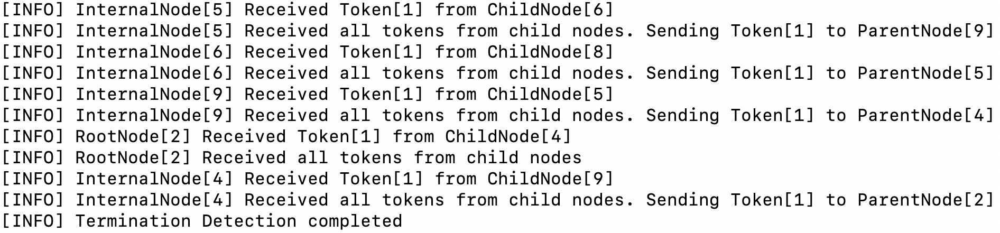 [INFO] InternalNode[5] Received Token[1] from ChildNode[6]
[INFO] InternalNode[5] Received all tokens from child nodes. Sending Token[1] to ParentNode[9]
[INFO] InternalNode[6] Received Token[1] from ChildNode[8]
[INFO] InternalNode[6] Received all tokens from child nodes. Sending Token[1] to ParentNode[5]
[INFO] InternalNode[9] Received Token[1] from ChildNode[5]
[INFO] InternalNode[9] Received all tokens from child nodes. Sending Token[1] to ParentNode[4]
[INFO] RootNode[2] Received Token[1] from ChildNode[4]
[INFO] RootNode[2] Received all tokens from child nodes
[INFO] InternalNode[4] Received Token[1] from ChildNode[9]
[INFO] InternalNode[4] Received all tokens from child nodes. Sending Token[1] to ParentNode[2]
[INFO] Termination Detection completed